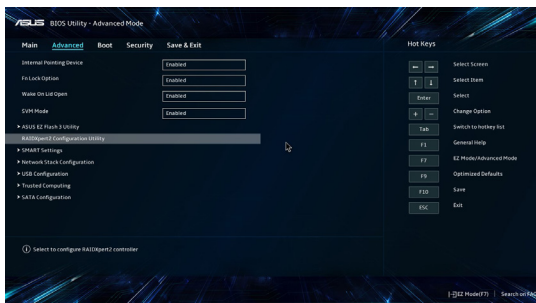 ASUS BIOS Utility - Advanced Mode
Main Advanced Boot Security Save & Exit
Hot Keys
Internal Pointing Device Enabled
Fn Lock Option Enabled
Wake On Lid Open Enabled
SVM Mode Enabled
▶ ASUS EZ Flash 3 Utility
RAIDXpert2 Configuration Utility
▶ SMART Settings
▶ Network Stack Configuration
▶ USB Configuration
▶ Trusted Computing
▶ SATA Configuration
← → Select Screen
↑ ↓ Select Item
Enter Select
+ - Change Option
Tab Switch to hotkey list
F1 General Help
F7 EZ Mode/Advanced Mode
F9 Optimized Defaults
F10 Save
ESC Exit
Select to configure RAIDXpert2 controller
EZ Mode(F7) | Search on FAQ